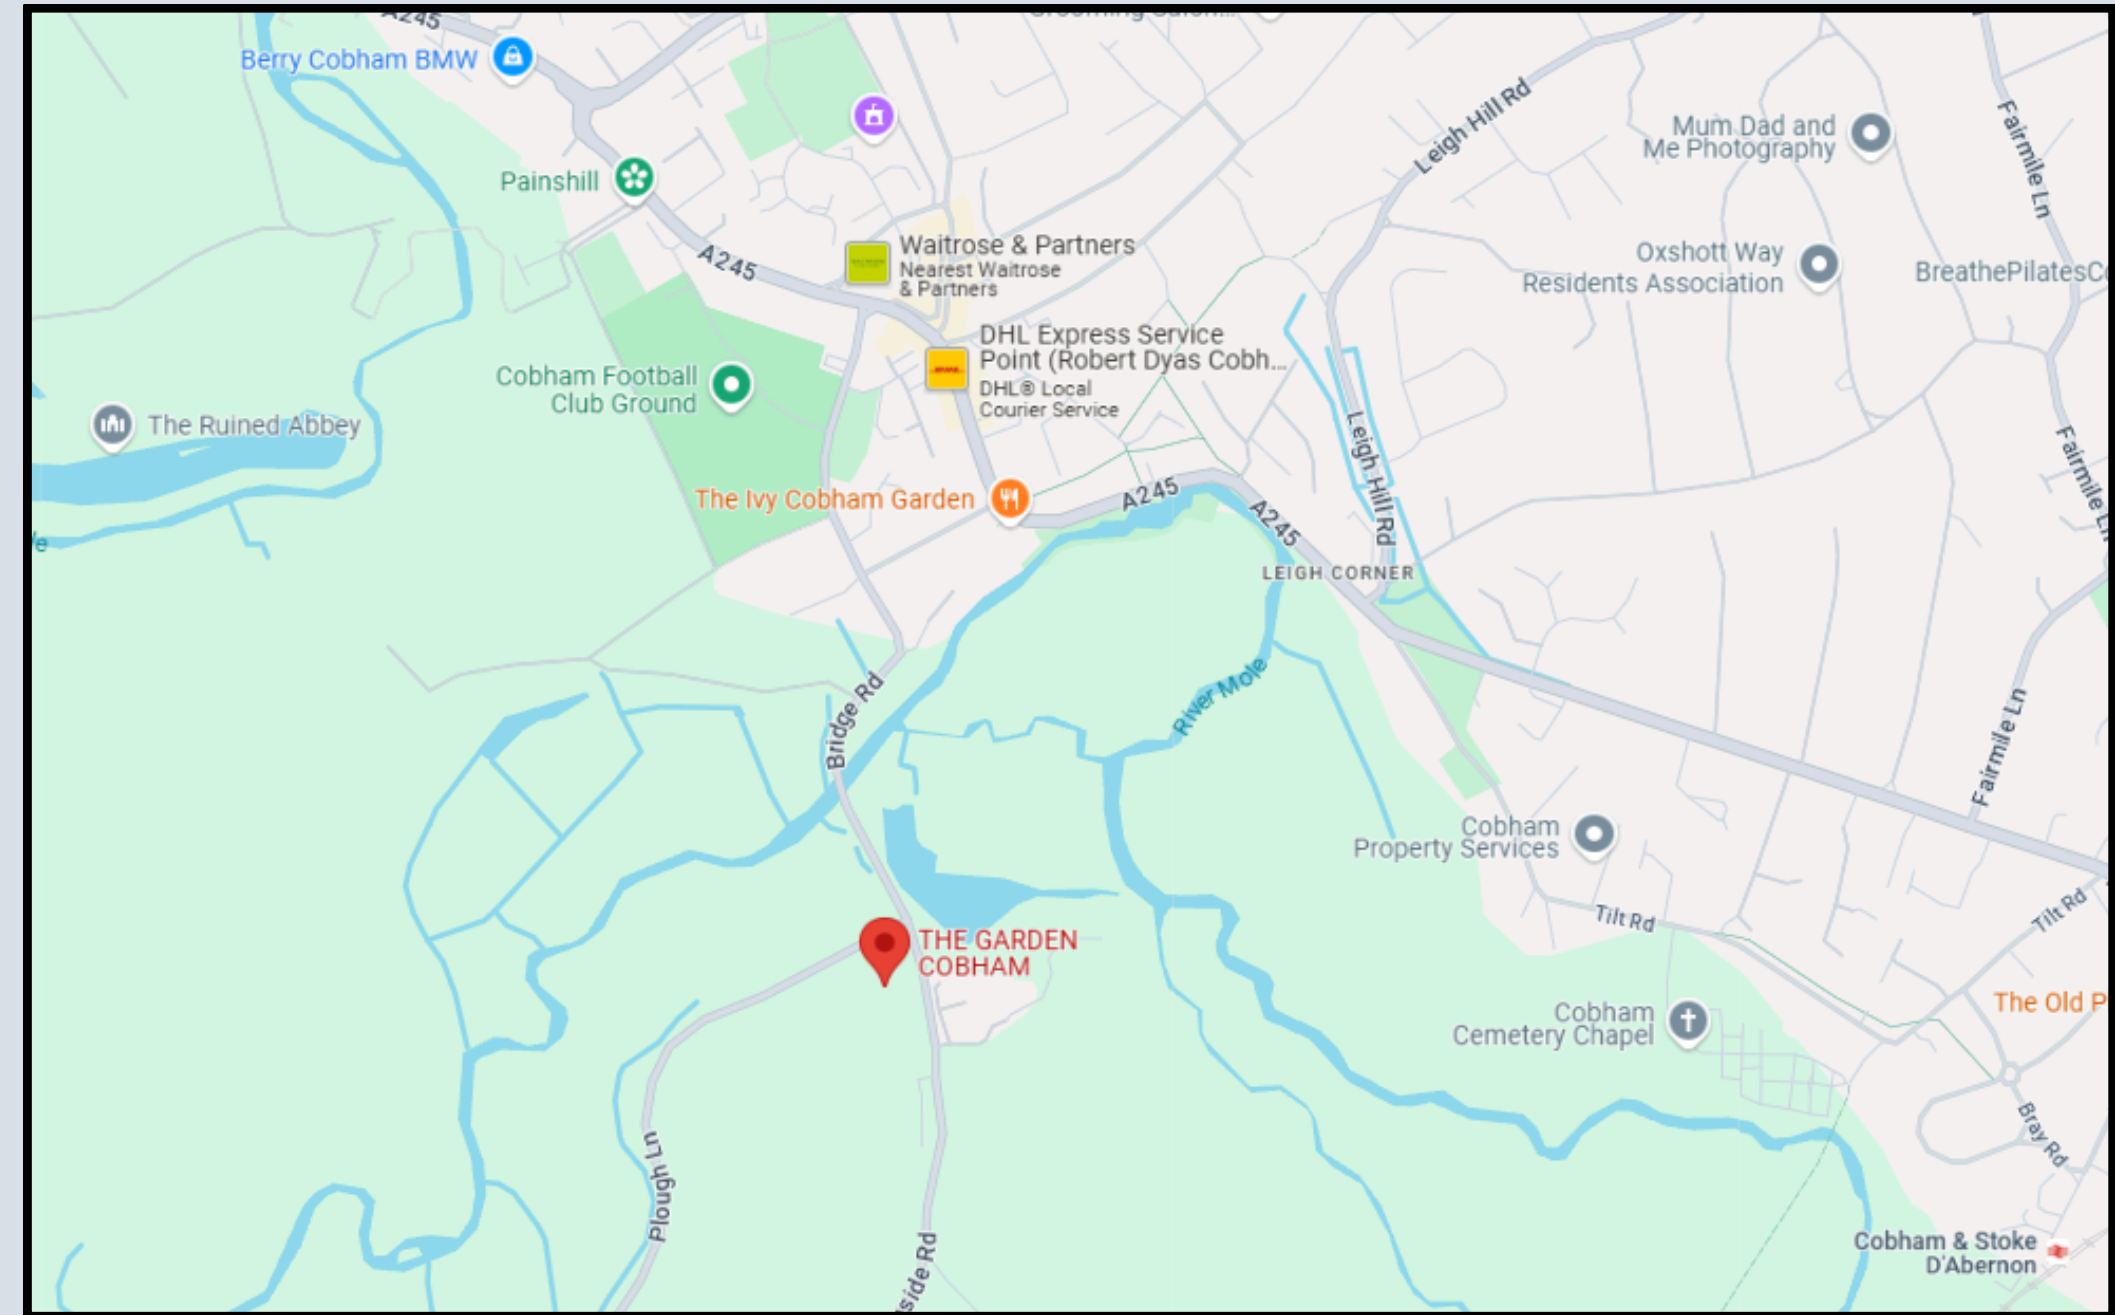 A245
Berry Cobham BMW
Painshill
A245
Waitrose & Partners
Nearest Waitrose
& Partners
DHL Express Service
Point (Robert Dyas Cobh...
DHL® Local
Courier Service
Cobham Football
Club Ground
The Ruined Abbey
The Ivy Cobham Garden
A245
A245
Leigh Hill Rd
Leigh Hill Rd
LEIGH CORNER
Mum Dad and
Me Photography
Fairmile Ln
Oxshott Way
Residents Association
BreathePilatesCo
Fairmile Ln
Bridge Rd
River Mole
Fairmile Ln
Cobham
Property Services
Tilt Rd
Tilt Rd
THE GARDEN
COBHAM
Cobham
Cemetery Chapel
The Old P
Bray Rd
Plough Ln
side Rd
Cobham & Stoke
D'Abernon